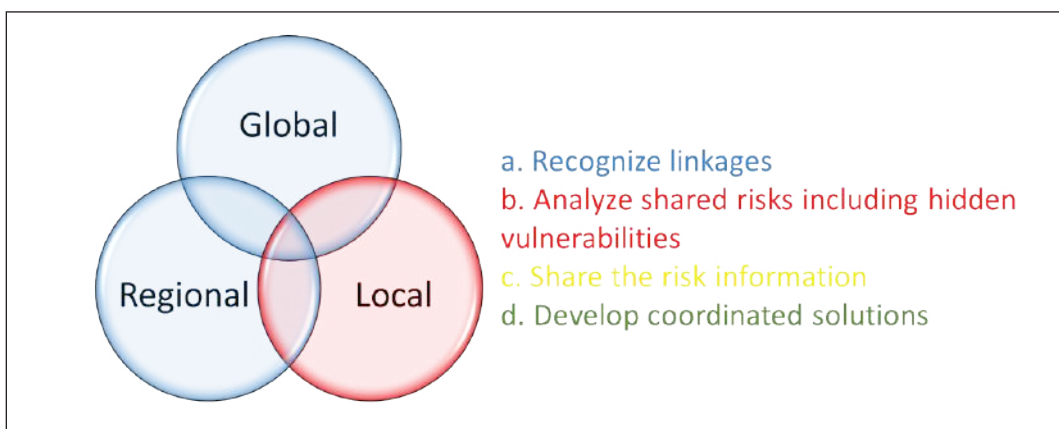 Global
Regional
Local
a. Recognize linkages
b. Analyze shared risks including hidden
vulnerabilities
c. Share the risk information
d. Develop coordinated solutions